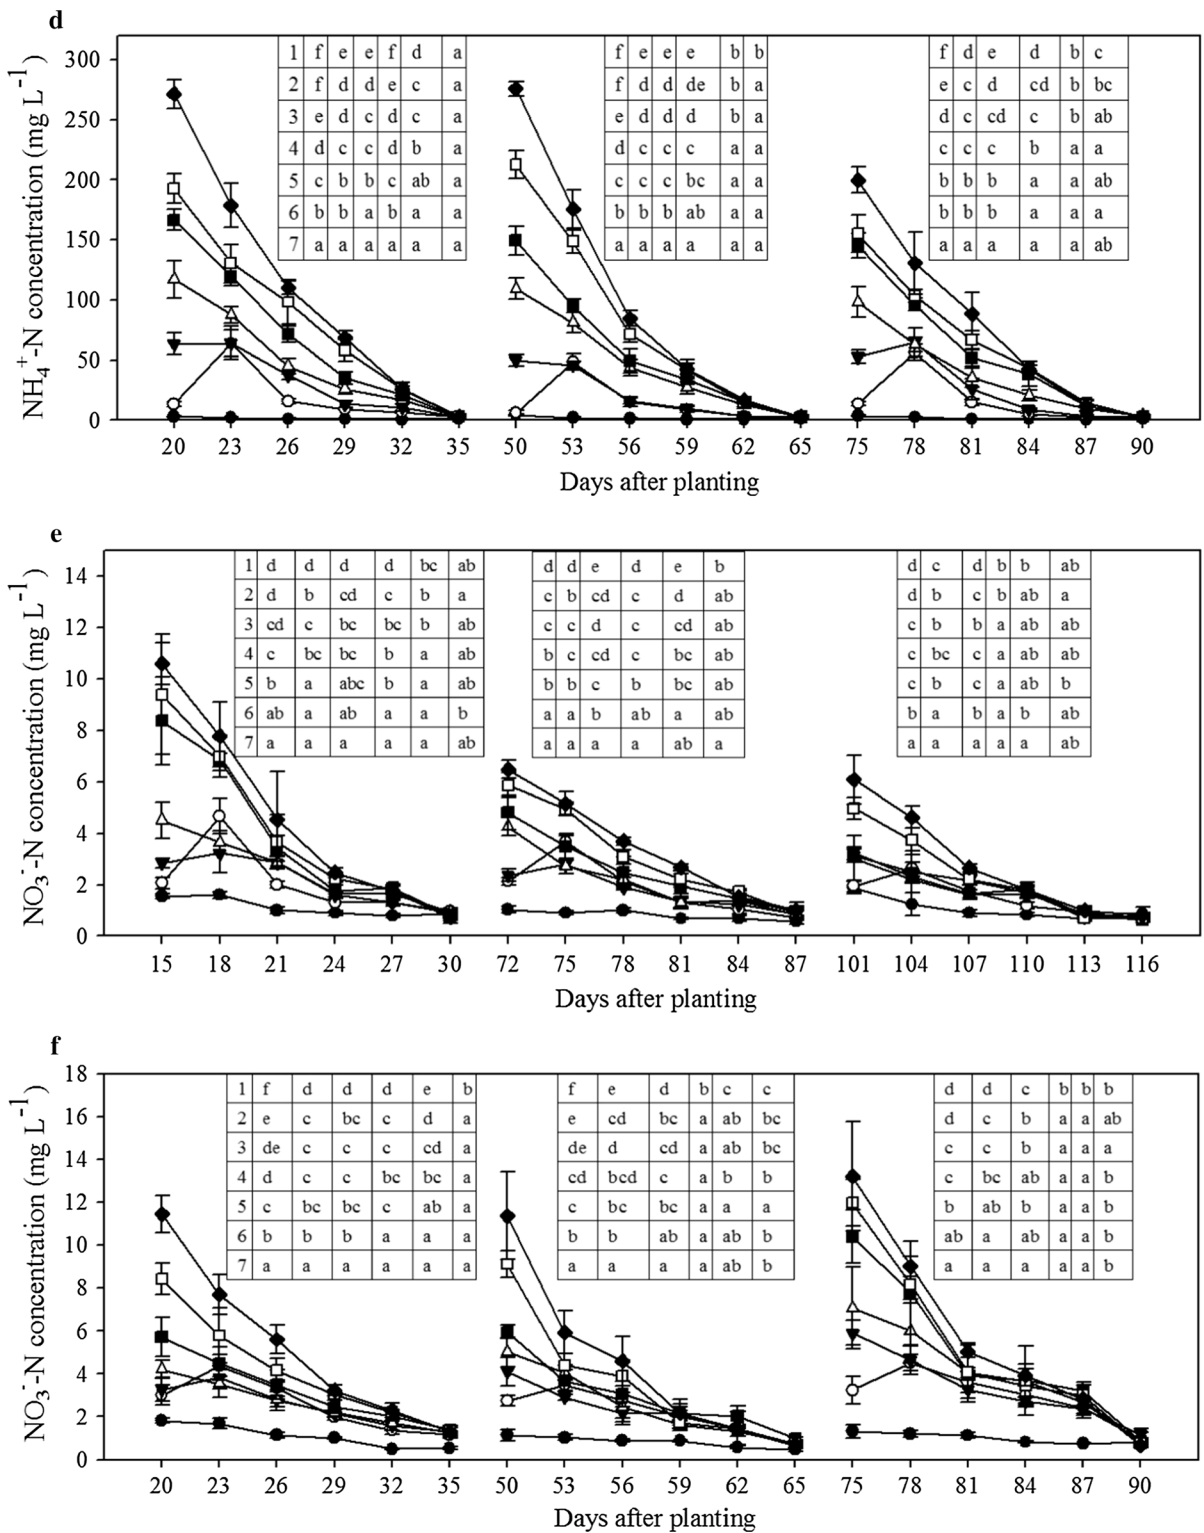 d
NH4+-N concentration (mg L-1)
300
250
200
150
100
50
0
1 f e e f d a f e e e b b f d e d b c
2 f d d e c a f d d de b a e c d cd b bc
3 e d c d c a e d d d b a d c cd c b ab
4 d c c d b a d c c c a a c c c b a a
5 c b b c ab a c c c bc a a b b b a a ab
6 b b a b a a b b b ab a a b b b a a a
7 a a a a a a a a a a a a a a a a a ab
20 23 26 29 32 35 50 53 56 59 62 65 75 78 81 84 87 90
Days after planting
e
NO3--N concentration (mg L-1)
14
12
10
8
6
4
2
0
1 d d d d bc ab d d e d e b d c d b b ab
2 d b cd c b a c b cd c d ab d b c b ab a
3 cd c bc bc b ab c c d c cd ab c b b a ab ab
4 c bc bc b a ab b c cd c bc ab c bc c a ab ab
5 b a abc b a ab b b c b bc ab c b c a ab b
6 ab a ab a a b a a b ab a ab b a b a b ab
7 a a a a a ab a a a a ab a a a a a a ab
15 18 21 24 27 30 72 75 78 81 84 87 101 104 107 110 113 116
Days after planting
f
NO3--N concentration (mg L-1)
18
16
14
12
10
8
6
4
2
0
1 f d d d e b f e d b c c d d c b b b
2 e c bc c d a e cd bc a ab bc d c b a a ab
3 de c c c cd a de d cd a ab bc c c b a a a
4 d c c bc bc a cd bcd c a b b c bc ab a a b
5 c bc bc c ab a c bc bc a a a b ab b a a b
6 b b b a a a b b ab a ab b ab a ab a a b
7 a a a a a a a a a a ab b a a a a a b
20 23 26 29 32 35 50 53 56 59 62 65 75 78 81 84 87 90
Days after planting